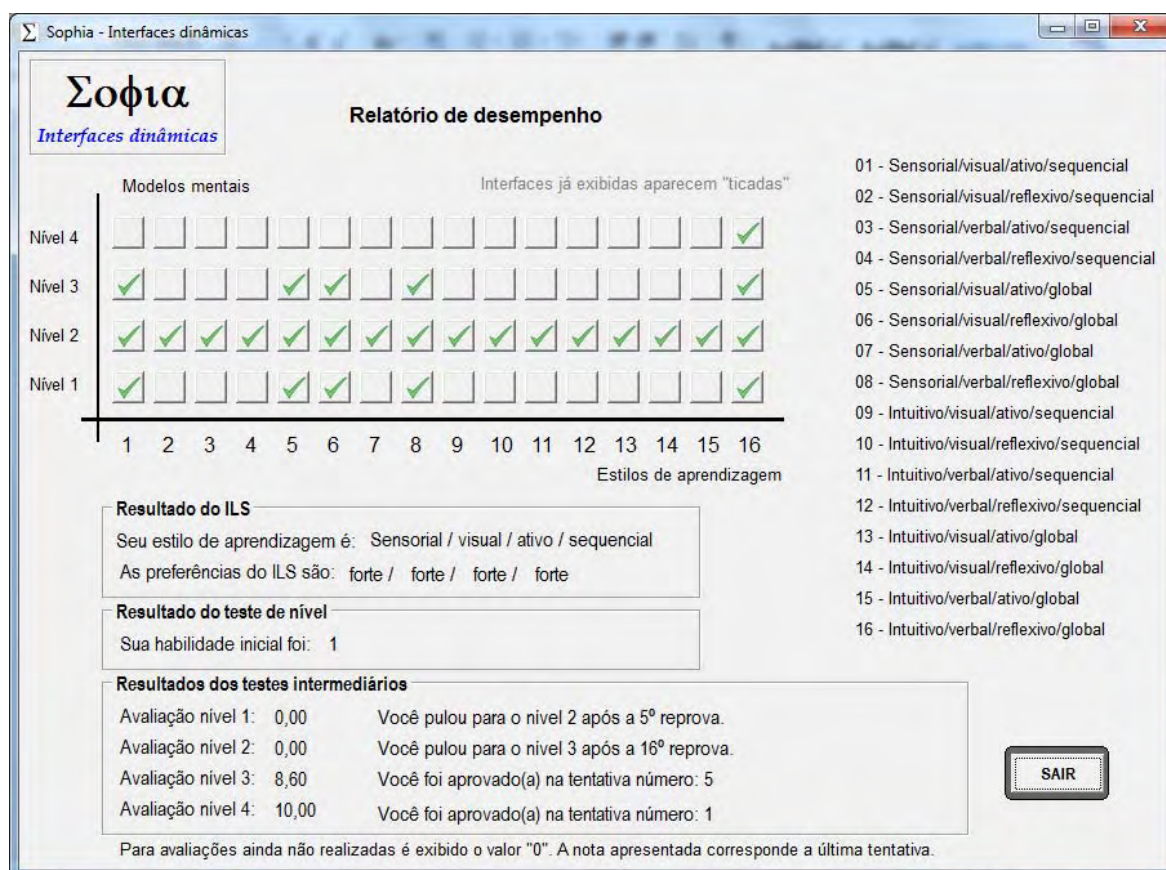 Sophia - Interfaces dinâmicas
Σοφια
Interfaces dinâmicas
Relatório de desempenho
Modelos mentais
Interfaces já exibidas aparecem "ticadas"
Nível 4
Nível 3
Nível 2
Nível 1
1 2 3 4 5 6 7 8 9 10 11 12 13 14 15 16
Estilos de aprendizagem
01 - Sensorial/visual/ativo/sequencial
02 - Sensorial/visual/reflexivo/sequencial
03 - Sensorial/verbal/ativo/sequencial
04 - Sensorial/verbal/reflexivo/sequencial
05 - Sensorial/visual/ativo/global
06 - Sensorial/visual/reflexivo/global
07 - Sensorial/verbal/ativo/global
08 - Sensorial/verbal/reflexivo/global
09 - Intuitivo/visual/ativo/sequencial
10 - Intuitivo/visual/reflexivo/sequencial
11 - Intuitivo/verbal/ativo/sequencial
12 - Intuitivo/verbal/reflexivo/sequencial
13 - Intuitivo/visual/ativo/global
14 - Intuitivo/visual/reflexivo/global
15 - Intuitivo/verbal/ativo/global
16 - Intuitivo/verbal/reflexivo/global
Resultado do ILS
Seu estilo de aprendizagem é: Sensorial / visual / ativo / sequencial
As preferências do ILS são: forte / forte / forte / forte
Resultado do teste de nível
Sua habilidade inicial foi: 1
Resultados dos testes intermediários
Avaliação nível 1: 0,00 Você pulou para o nivel 2 após a 5º reprova.
Avaliação nível 2: 0,00 Você pulou para o nivel 3 após a 16º reprova.
Avaliação nível 3: 8,60 Você foi aprovado(a) na tentativa número: 5
Avaliação nível 4: 10,00 Você foi aprovado(a) na tentativa número: 1
SAIR
Para avaliações ainda não realizadas é exibido o valor "0". A nota apresentada corresponde a última tentativa.